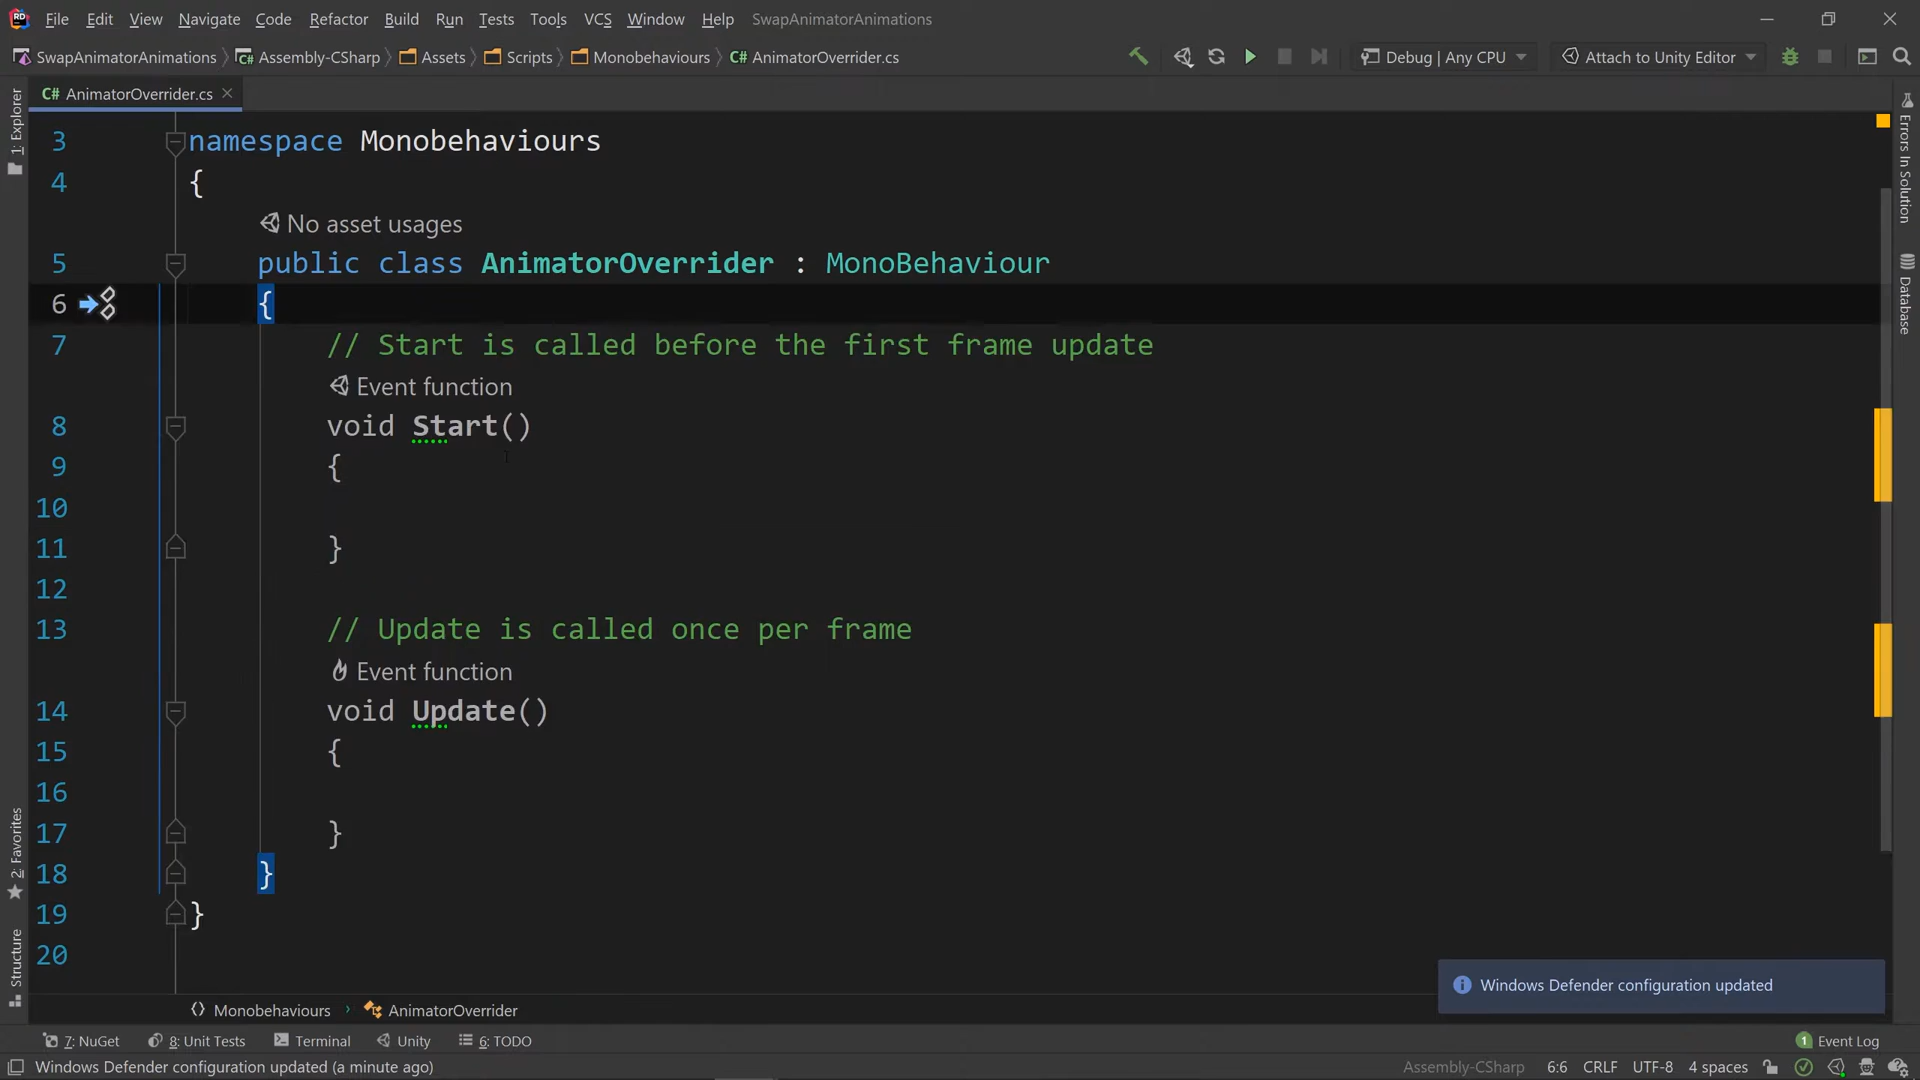 File Edit View Navigate Code Refactor Build Run Tests Tools VCS Window Help SwapAnimatorAnimations
SwapAnimatorAnimations Assembly-CSharp Assets Scripts Monobehaviours C# AnimatorOverrider.cs Debug | Any CPU Attach to Unity Editor
C# AnimatorOverrider.cs
1: Explorer
2: Favorites
Structure
Errors In Solution
Database
3 namespace Monobehaviours
4 {
No asset usages
5 public class AnimatorOverrider : MonoBehaviour
6 {
7 // Start is called before the first frame update
Event function
8 void Start()
9 {
10
11 }
12
13 // Update is called once per frame
Event function
14 void Update()
15 {
16
17 }
18 }
19 }
20
Windows Defender configuration updated
Monobehaviours › AnimatorOverrider
7: NuGet 8: Unit Tests Terminal Unity 6: TODO 1 Event Log
Windows Defender configuration updated (a minute ago) Assembly-CSharp 6:6 CRLF UTF-8 4 spaces